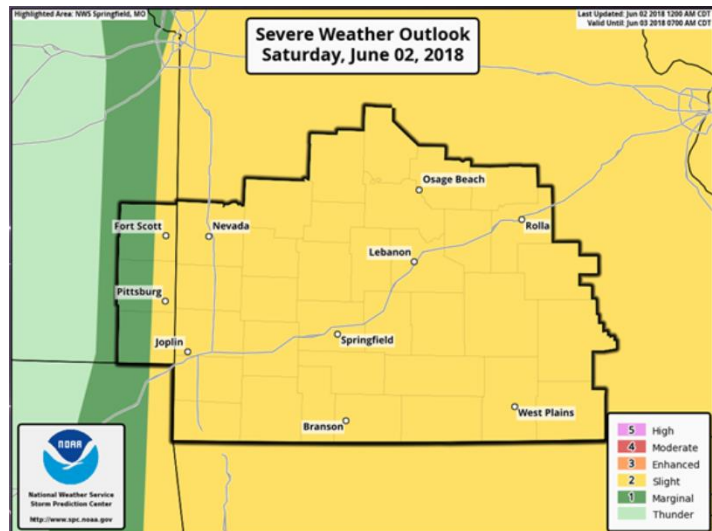 Highlighted Area: NWS Springfield, MO
Last Updated: Jun 02 2018 1200 AM CDT
Valid Until: Jun 03 2018 0700 AM CDT
Severe Weather Outlook
Saturday, June 02, 2018
Osage Beach
Fort Scott
Nevada
Rolla
Lebanon
Pittsburg
Joplin
Springfield
West Plains
Branson
NOAA
National Weather Service
Storm Prediction Center
http://www.spc.noaa.gov
5 High
4 Moderate
3 Enhanced
2 Slight
1 Marginal
Thunder